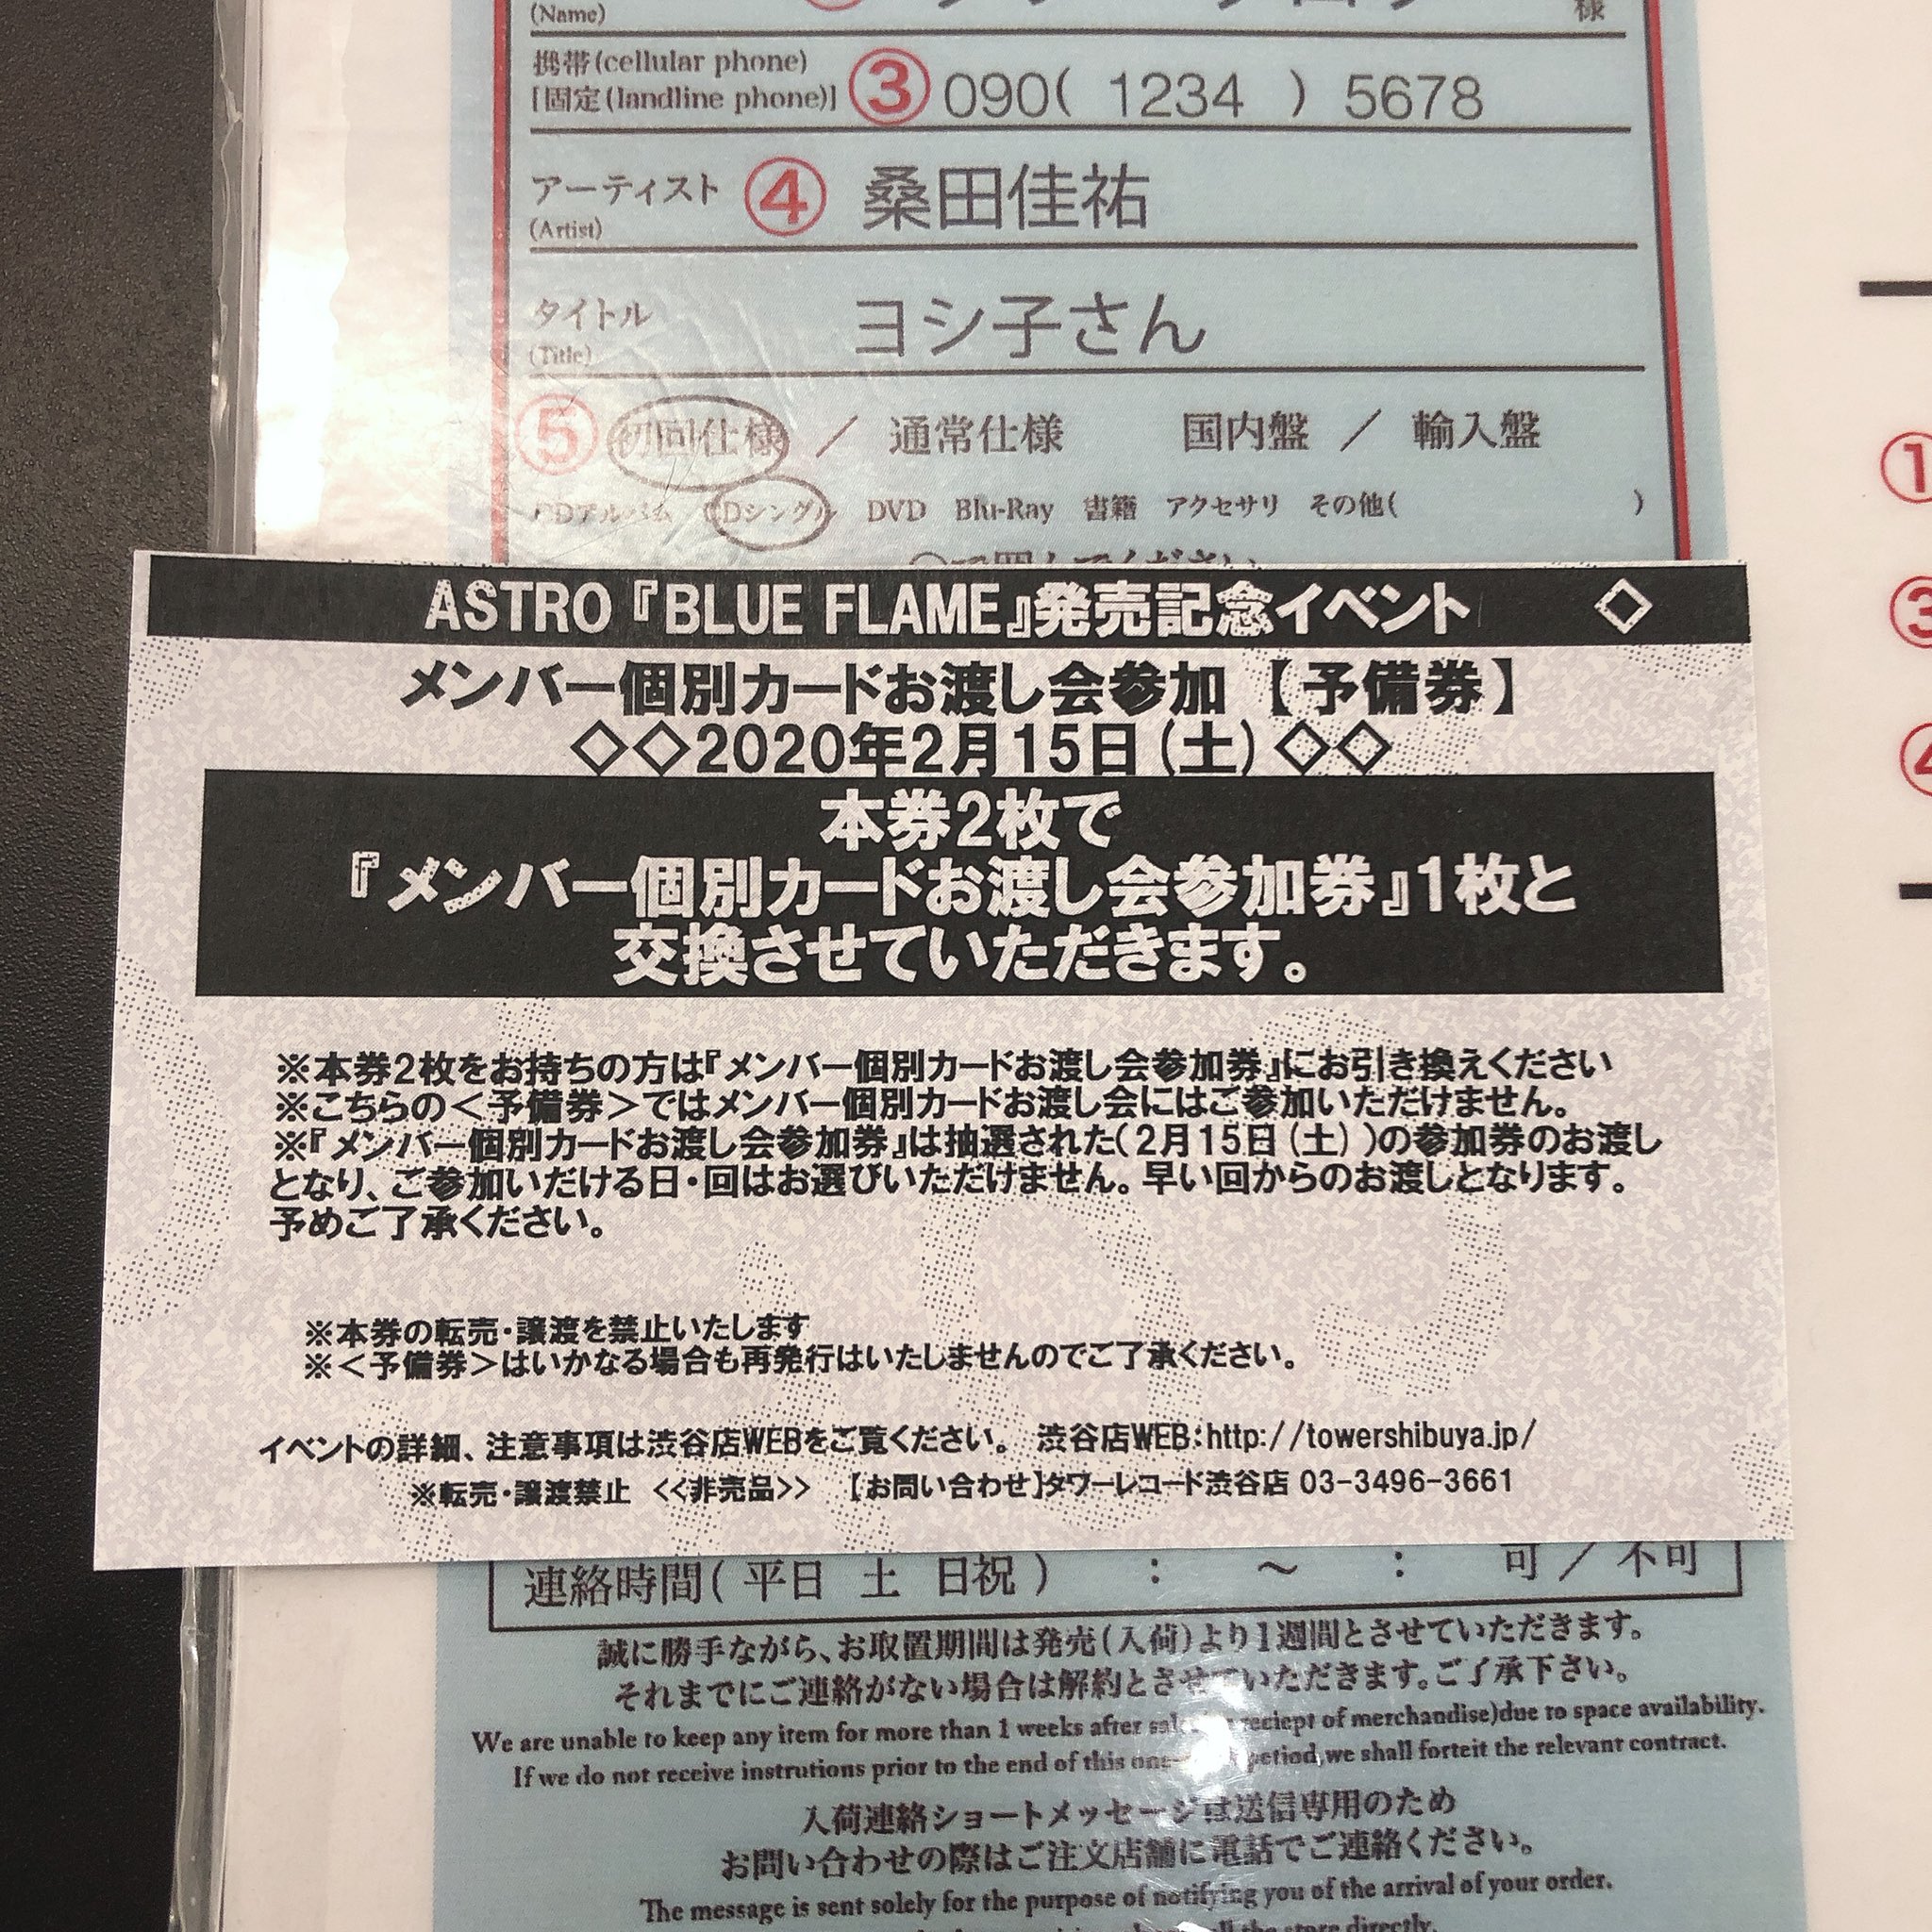 (Name)
様
携帯(cellular phone)
[固定(landline phone)] ③ 090( 1234 ) 5678
アーティスト ④ 桑田佳祐
(Artist)
タイトル ヨシ子さん
(Title)
⑤ 初回仕様 / 通常仕様 国内盤 / 輸入盤
CDアルバム CDシングル DVD Blu-Ray 書籍 アクセサリ その他( )
○で囲んでください
ASTRO『BLUE FLAME』発売記念イベント ◇
メンバー個別カードお渡し会参加【予備券】
◇◇2020年2月15日(土)◇◇
本券2枚で
『メンバー個別カードお渡し会参加券』1枚と
交換させていただきます。
※本券2枚をお持ちの方は『メンバー個別カードお渡し会参加券』にお引き換えください
※こちらの<予備券>ではメンバー個別カードお渡し会にはご参加いただけません。
※『メンバー個別カードお渡し会参加券』は抽選された(2月15日(土))の参加券のお渡し
となり、ご参加いだける日・回はお選びいただけません。早い回からのお渡しとなります。
予めご了承ください。
※本券の転売・譲渡を禁止いたします
※<予備券>はいかなる場合も再発行はいたしませんのでご了承ください。
イベントの詳細、注意事項は渋谷店WEBをご覧ください。 渋谷店WEB:http://towershibuya.jp/
※転売・譲渡禁止 <<非売品>> 【お問い合わせ】タワーレコード渋谷店 03-3496-3661
連絡時間( 平日 土 日祝 ) : ～ : 可 / 不可
誠に勝手ながら、お取置期間は発売(入荷)より1週間とさせていただきます。
それまでにご連絡がない場合は解約とさせていただきます。ご了承下さい。
We are unable to keep any item for more than 1 weeks after reciept of merchandise)due to space availability.
If we do not receive instrutions prior to the end of this period,we shall forteit the relevant contract.
入荷連絡ショートメッセージは送信専用のため
お問い合わせの際はご注文店舗に電話でご連絡ください。
The message is sent solely for the purpose of notifying you of the arrival of your order.
the store directly.
①
③
④